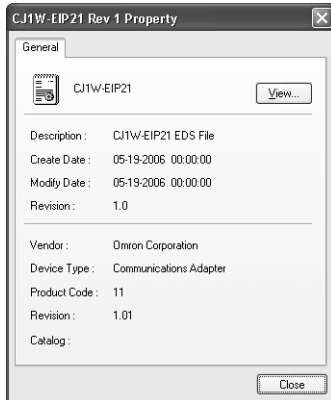 CJ1W-EIP21 Rev 1 Property
General
CJ1W-EIP21
View...
Description : CJ1W-EIP21 EDS File
Create Date : 05-19-2006 00:00:00
Modify Date : 05-19-2006 00:00:00
Revision : 1.0
Vendor : Omron Corporation
Device Type : Communications Adapter
Product Code : 11
Revision : 1.01
Catalog :
Close